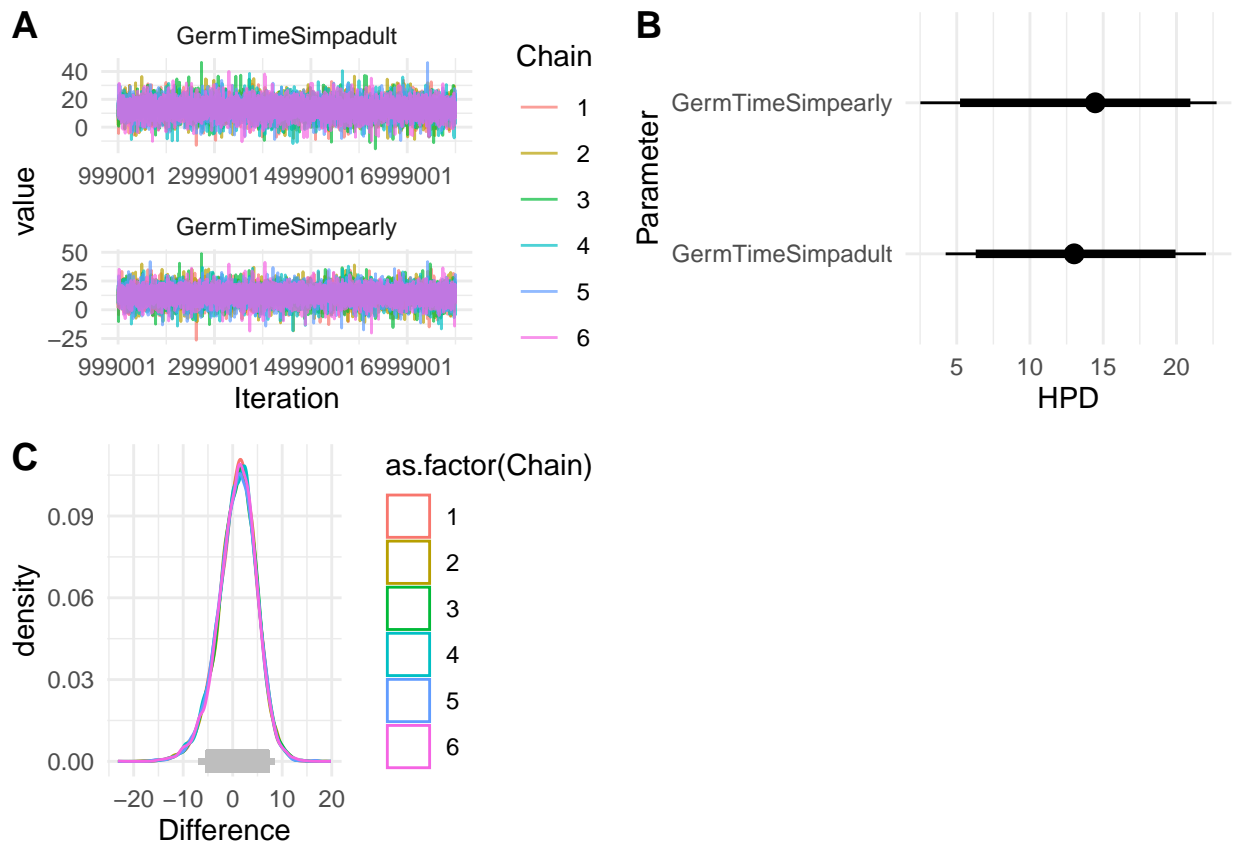 A
GermTimeSimpadult
40
20
0
999001 2999001 4999001 6999001
GermTimeSimpearly
50
25
0
−25
999001 2999001 4999001 6999001
value
Iteration
Chain
1
2
3
4
5
6
B
Parameter
GermTimeSimpearly
GermTimeSimpadult
5 10 15 20
HPD
C
density
0.09
0.06
0.03
0.00
−20 −10 0 10 20
Difference
as.factor(Chain)
1
2
3
4
5
6